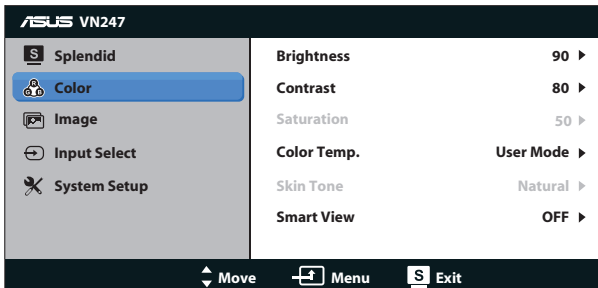 ASUS VN247
S Splendid
R G B Color
Image
Input Select
System Setup
Brightness 90
Contrast 80
Saturation 50
Color Temp. User Mode
Skin Tone Natural
Smart View OFF
Move Menu S Exit